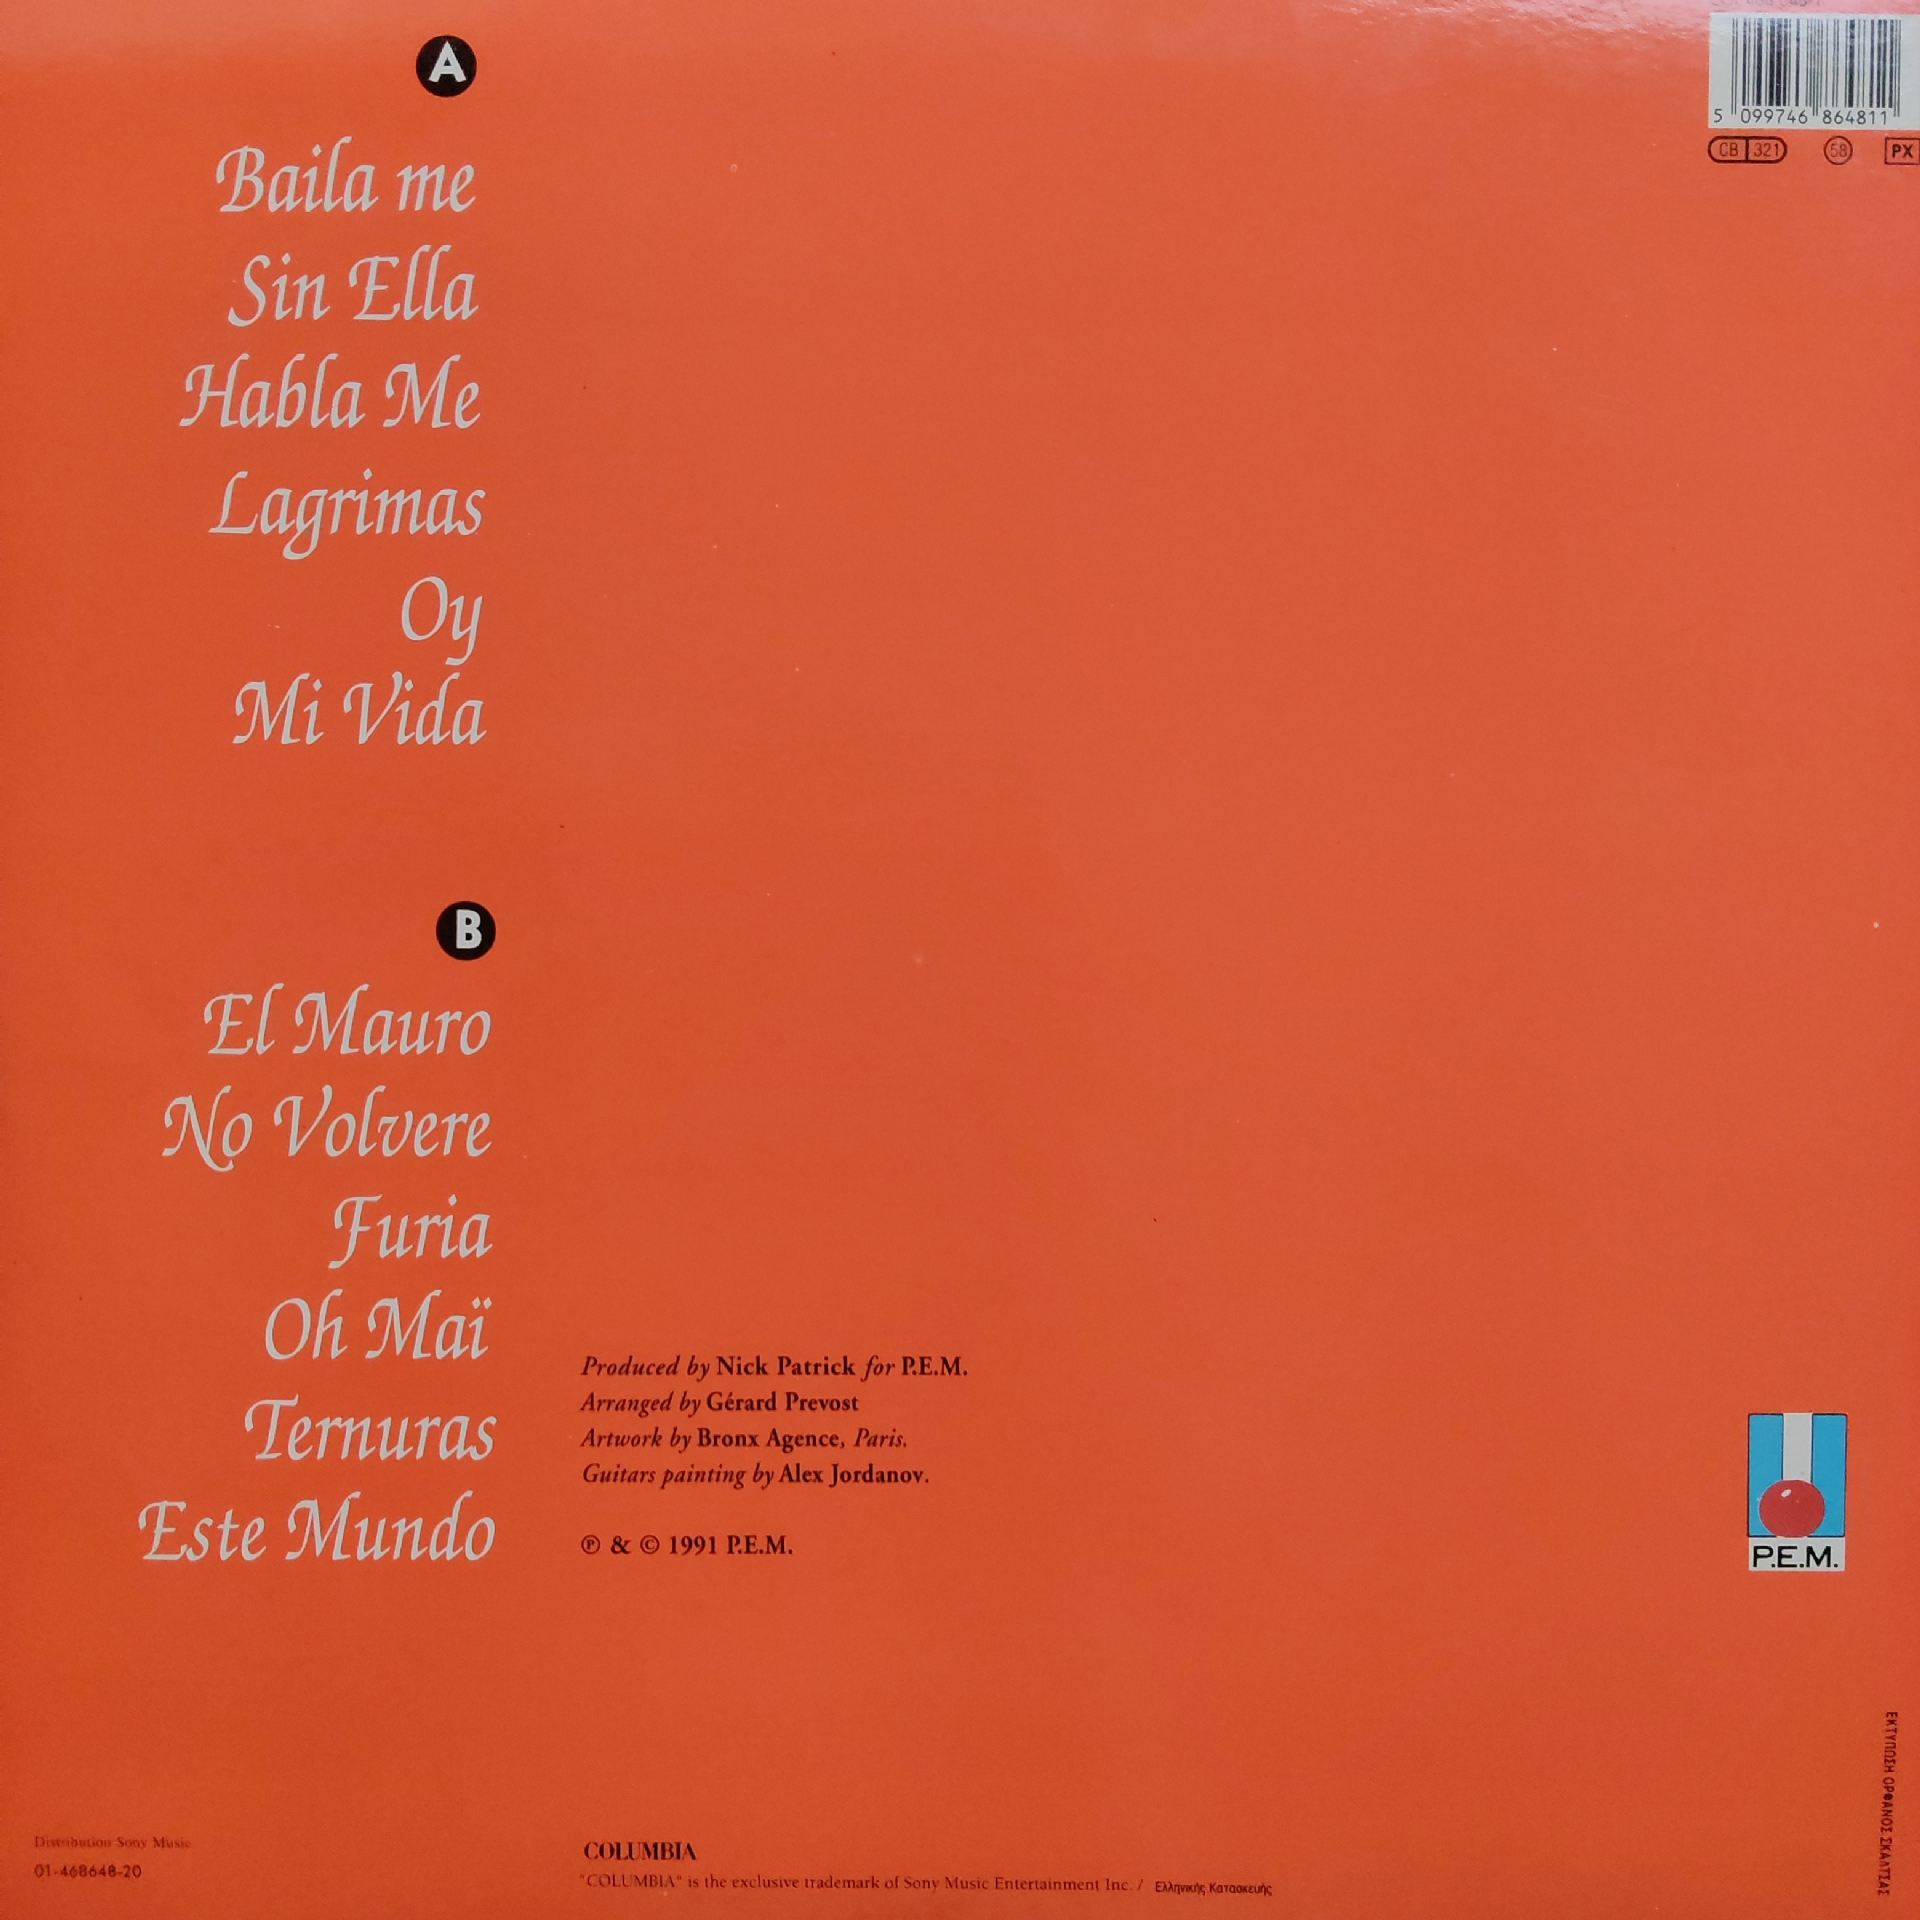 A
Baila me
Sin Ella
Habla Me
Lagrimas
Oy
Mi Vida
B
El Mauro
No Volvere
Furia
Oh Maï
Ternuras
Este Mundo
5 099746 864811
CB 321 58 PX
Produced by Nick Patrick for P.E.M.
Arranged by Gérard Prevost
Artwork by Bronx Agence, Paris.
Guitars painting by Alex Jordanov.
℗ & © 1991 P.E.M.
P.E.M.
Distribution Sony Music
01-468648-20
COLUMBIA
"COLUMBIA" is the exclusive trademark of Sony Music Entertainment Inc. / Ελληνικής Κατασκευής
ΕΚΤΥΠΩΣΗ ΟΡΦΑΝΟΣ ΣΚΑΛΤΣΑΣ